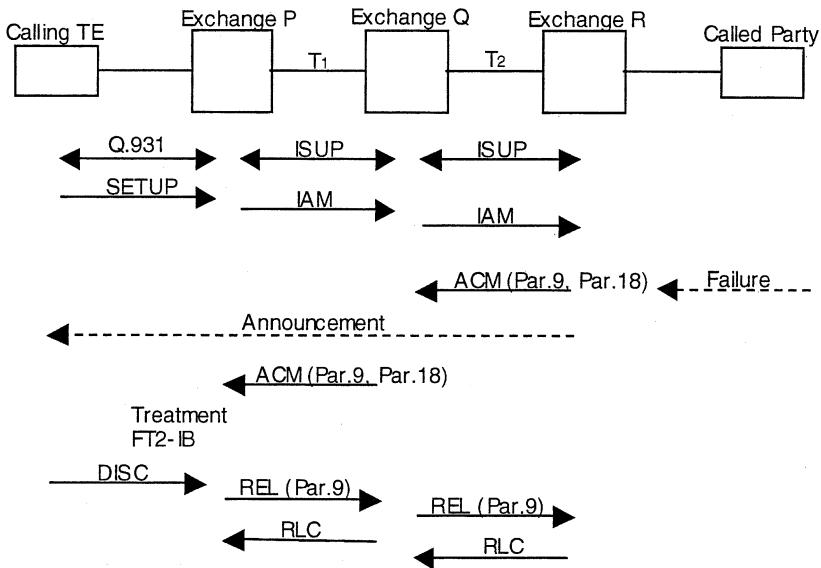 Calling TE
Exchange P
Exchange Q
Exchange R
Called Party
T1
T2
Q.931
ISUP
ISUP
SETUP
IAM
IAM
ACM (Par.9, Par.18)
Failure
Announcement
ACM (Par.9, Par.18)
Treatment
FT2-IB
DISC
REL (Par.9)
REL (Par.9)
RLC
RLC